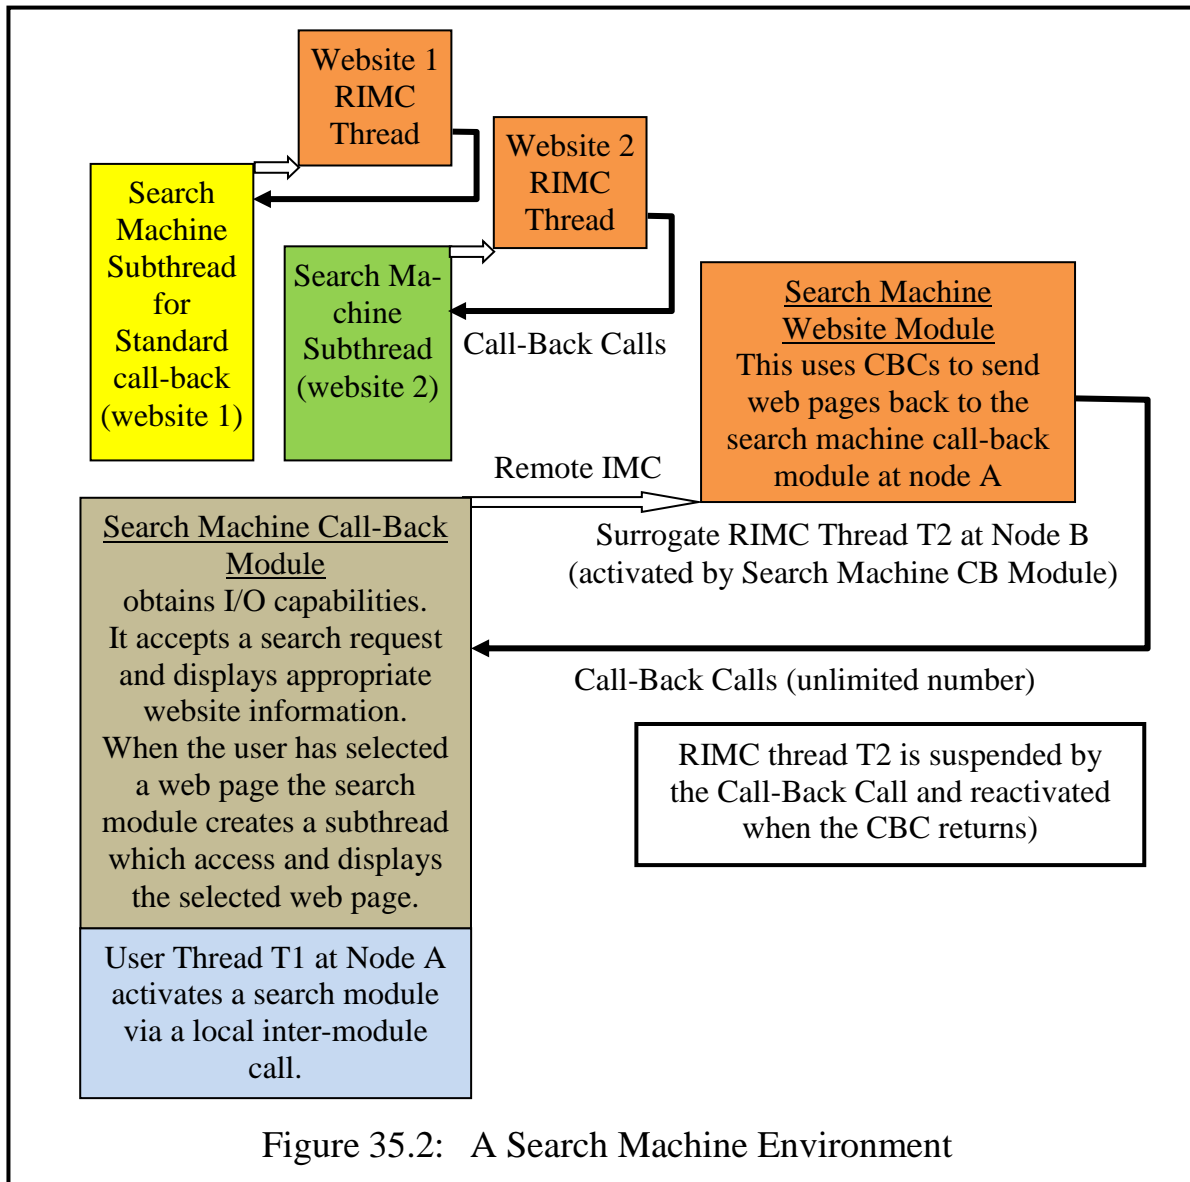 Website 1
RIMC
Thread
Website 2
RIMC
Thread
Search
Machine
Subthread
for
Standard
call-back
(website 1)
Search Ma-
chine
Subthread
(website 2)
Call-Back Calls
Search Machine
Website Module
This uses CBCs to send
web pages back to the
search machine call-back
module at node A
Remote IMC
Surrogate RIMC Thread T2 at Node B
(activated by Search Machine CB Module)
Search Machine Call-Back
Module
obtains I/O capabilities.
It accepts a search request
and displays appropriate
website information.
When the user has selected
a web page the search
module creates a subthread
which access and displays
the selected web page.
Call-Back Calls (unlimited number)
RIMC thread T2 is suspended by
the Call-Back Call and reactivated
when the CBC returns)
User Thread T1 at Node A
activates a search module
via a local inter-module
call.
Figure 35.2: A Search Machine Environment